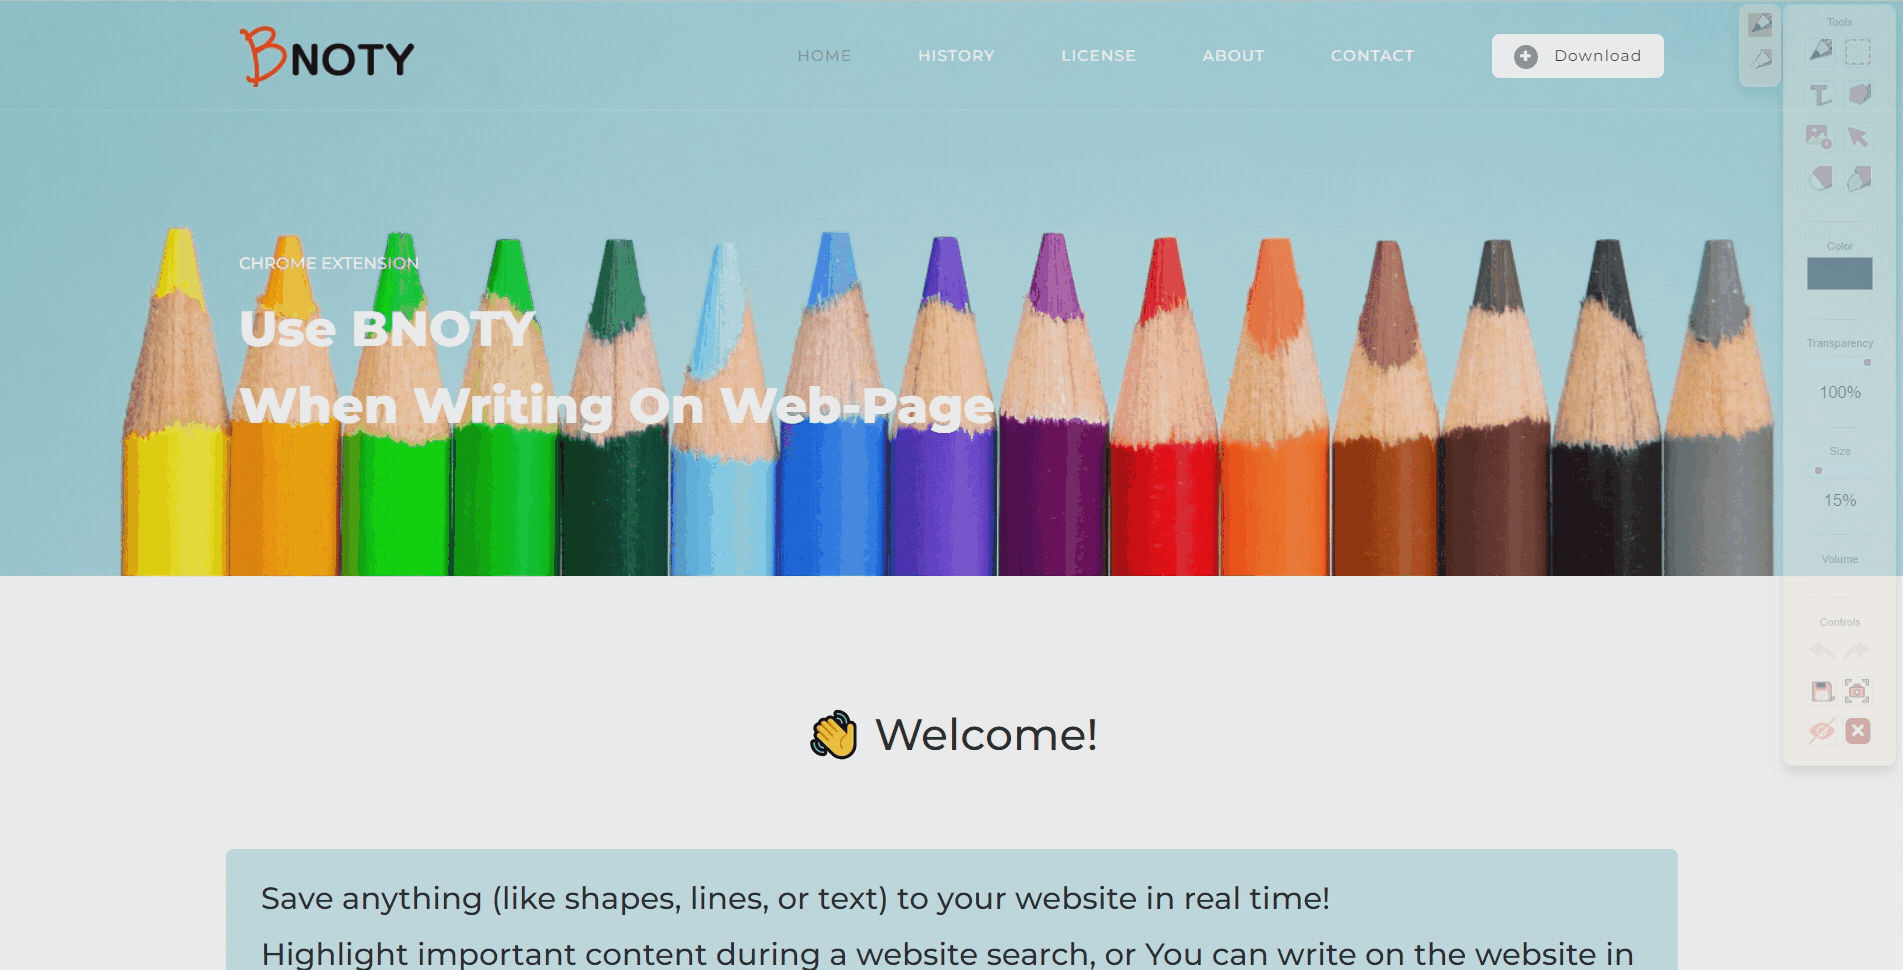 BNOTY
HOME HISTORY LICENSE ABOUT CONTACT Download
CHROME EXTENSION
Use BNOTY
When Writing On Web-Page
Welcome!
Save anything (like shapes, lines, or text) to your website in real time!
Highlight important content during a website search, or You can write on the website in
Tools
Color
Transparency
100%
Size
15%
Volume
Controls